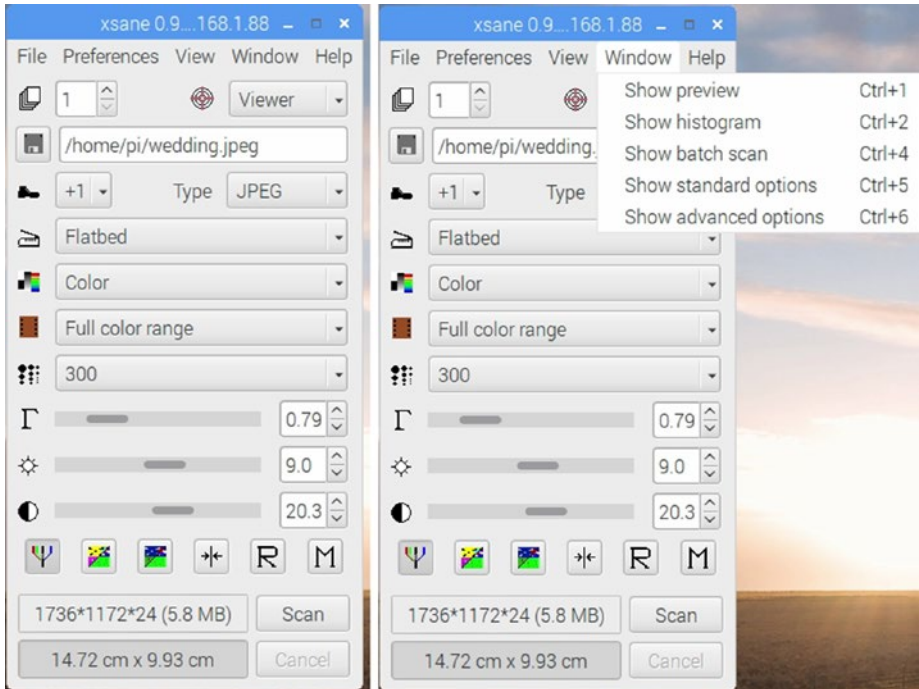 xsane 0.9....168.1.88
File Preferences View Window Help
1 Viewer
/home/pi/wedding.jpeg
+1 Type JPEG
Flatbed
Color
Full color range
300
Γ 0.79
9.0
20.3
R M
1736*1172*24 (5.8 MB) Scan
14.72 cm x 9.93 cm Cancel
xsane 0.9....168.1.88
File Preferences View Window Help
Show preview Ctrl+1
Show histogram Ctrl+2
Show batch scan Ctrl+4
Show standard options Ctrl+5
Show advanced options Ctrl+6
1
/home/pi/wedding.
+1 Type
Flatbed
Color
Full color range
300
Γ 0.79
9.0
20.3
R M
1736*1172*24 (5.8 MB) Scan
14.72 cm x 9.93 cm Cancel